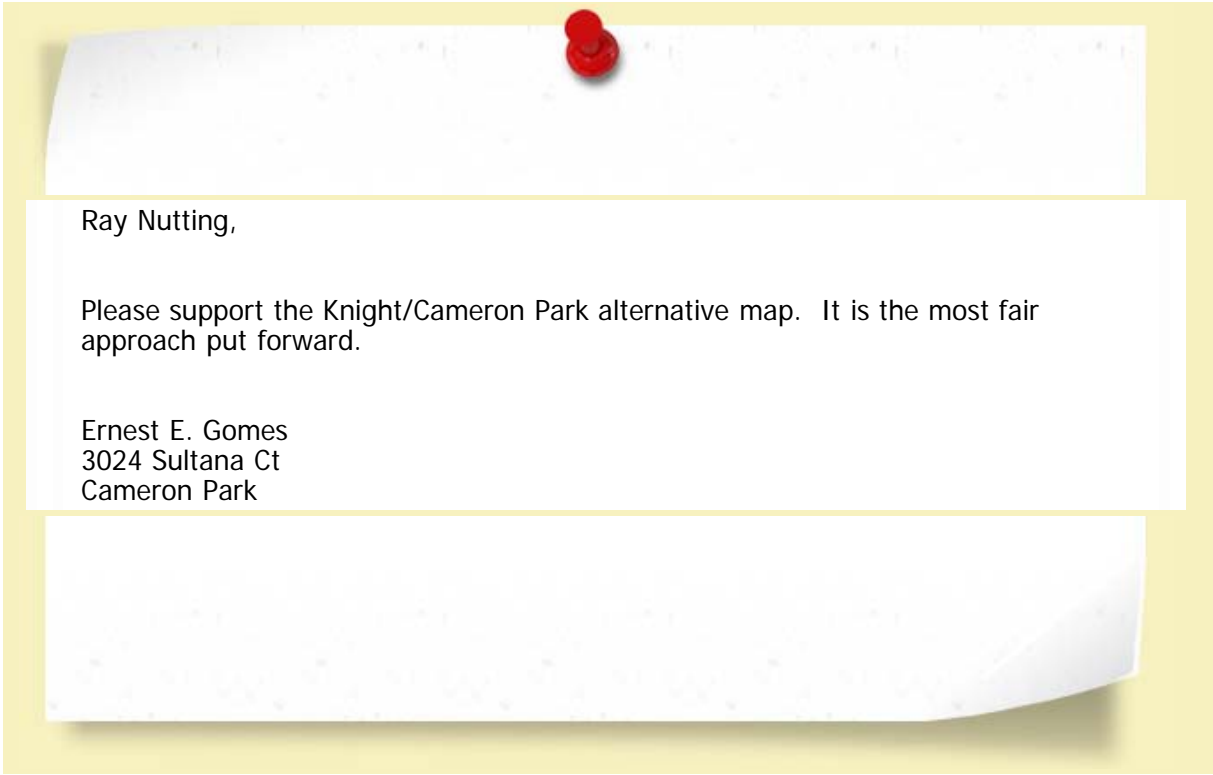 Ray Nutting,
Please support the Knight/Cameron Park alternative map.  It is the most fair
approach put forward.
Ernest E. Gomes
3024 Sultana Ct
Cameron Park